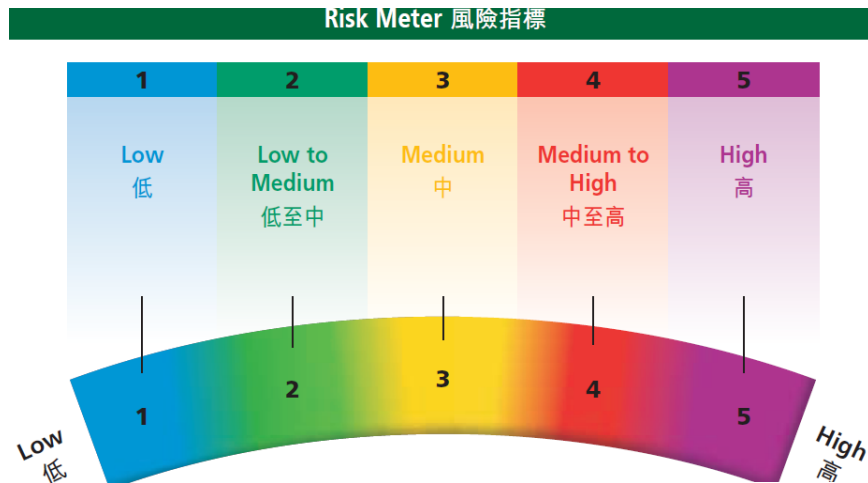 Risk Meter 風險指標
1
2
3
4
5
Low
低
Low to
Medium
低至中
Medium
中
Medium to
High
中至高
High
高
1
2
3
4
5
Low
低
High
高